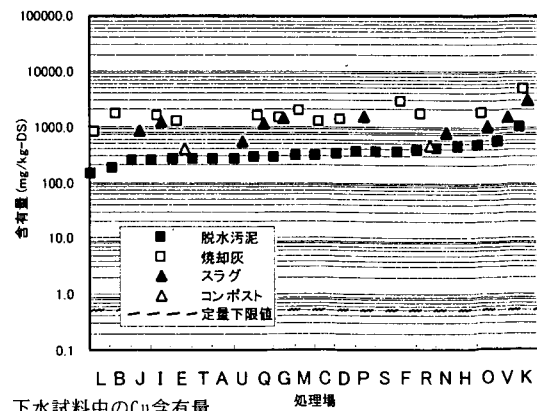 100000.0
10000.0
1000.0
100.0
10.0
1.0
0.1
含有量(mg/kg-DS)
脱水汚泥
焼却灰
スラグ
コンポスト
定量下限値
L B J I E T A U Q G M C D P S F R N H O V K
処理場
下水試料中のCu含有量